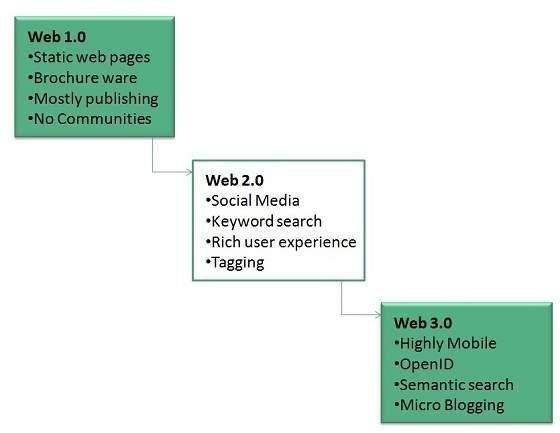 Web 1.0
•Static web pages
•Brochure ware
•Mostly publishing
•No Communities
Web 2.0
•Social Media
•Keyword search
•Rich user experience
•Tagging
Web 3.0
•Highly Mobile
•OpenID
•Semantic search
•Micro Blogging